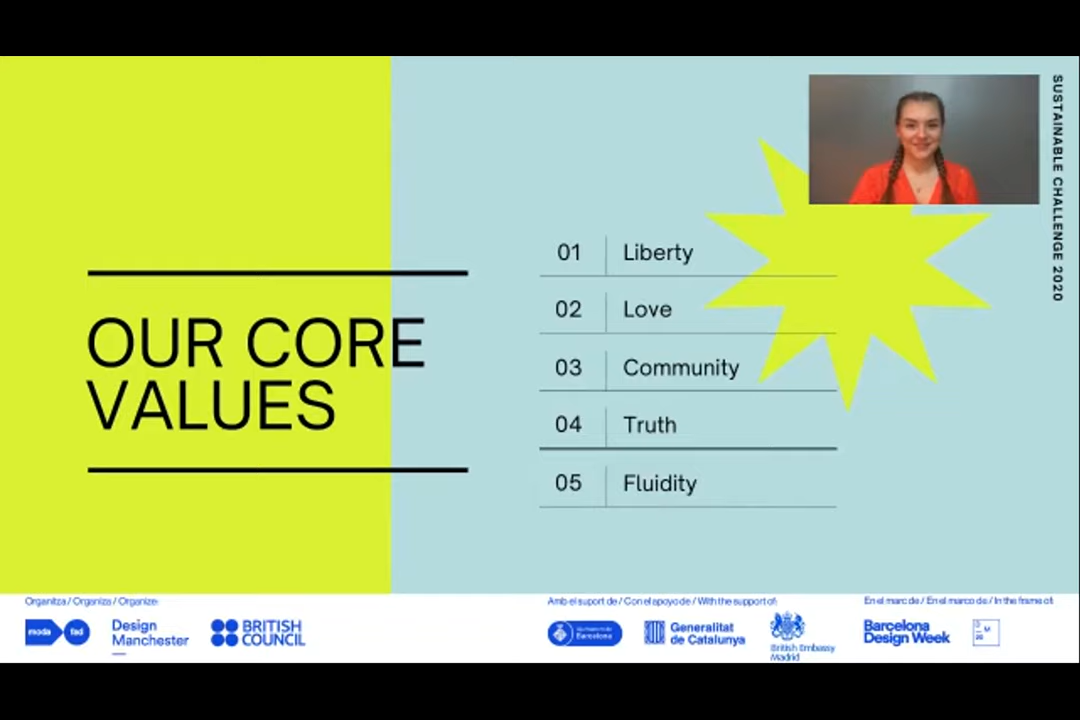 SUSTAINABLE CHALLENGE 2020
OUR CORE
VALUES
01 Liberty
02 Love
03 Community
04 Truth
05 Fluidity
Organitza / Organiza / Organize:
moda fad
Design
Manchester
BRITISH
COUNCIL
Amb el suport de / Con el apoyo de / With the support of:
Ajuntament de
Barcelona
Generalitat
de Catalunya
British Embassy
Madrid
En el marc de / En el marco de / In the frame of:
Barcelona
Design Week